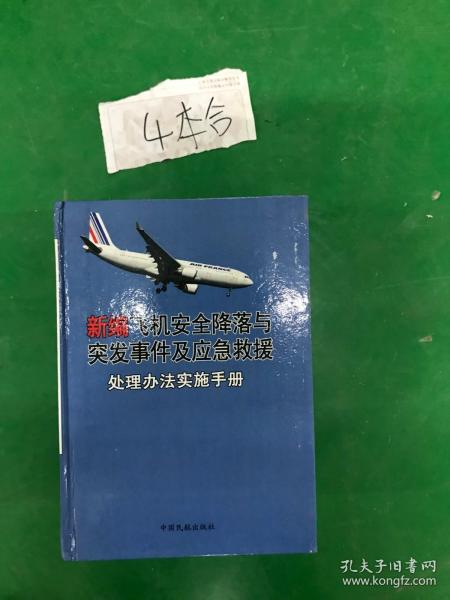 4本合
AIR FRANCE
新编飞机安全降落与
突发事件及应急救援
处理办法实施手册
中国民航出版社
孔夫子旧书网
www.kongfz.com